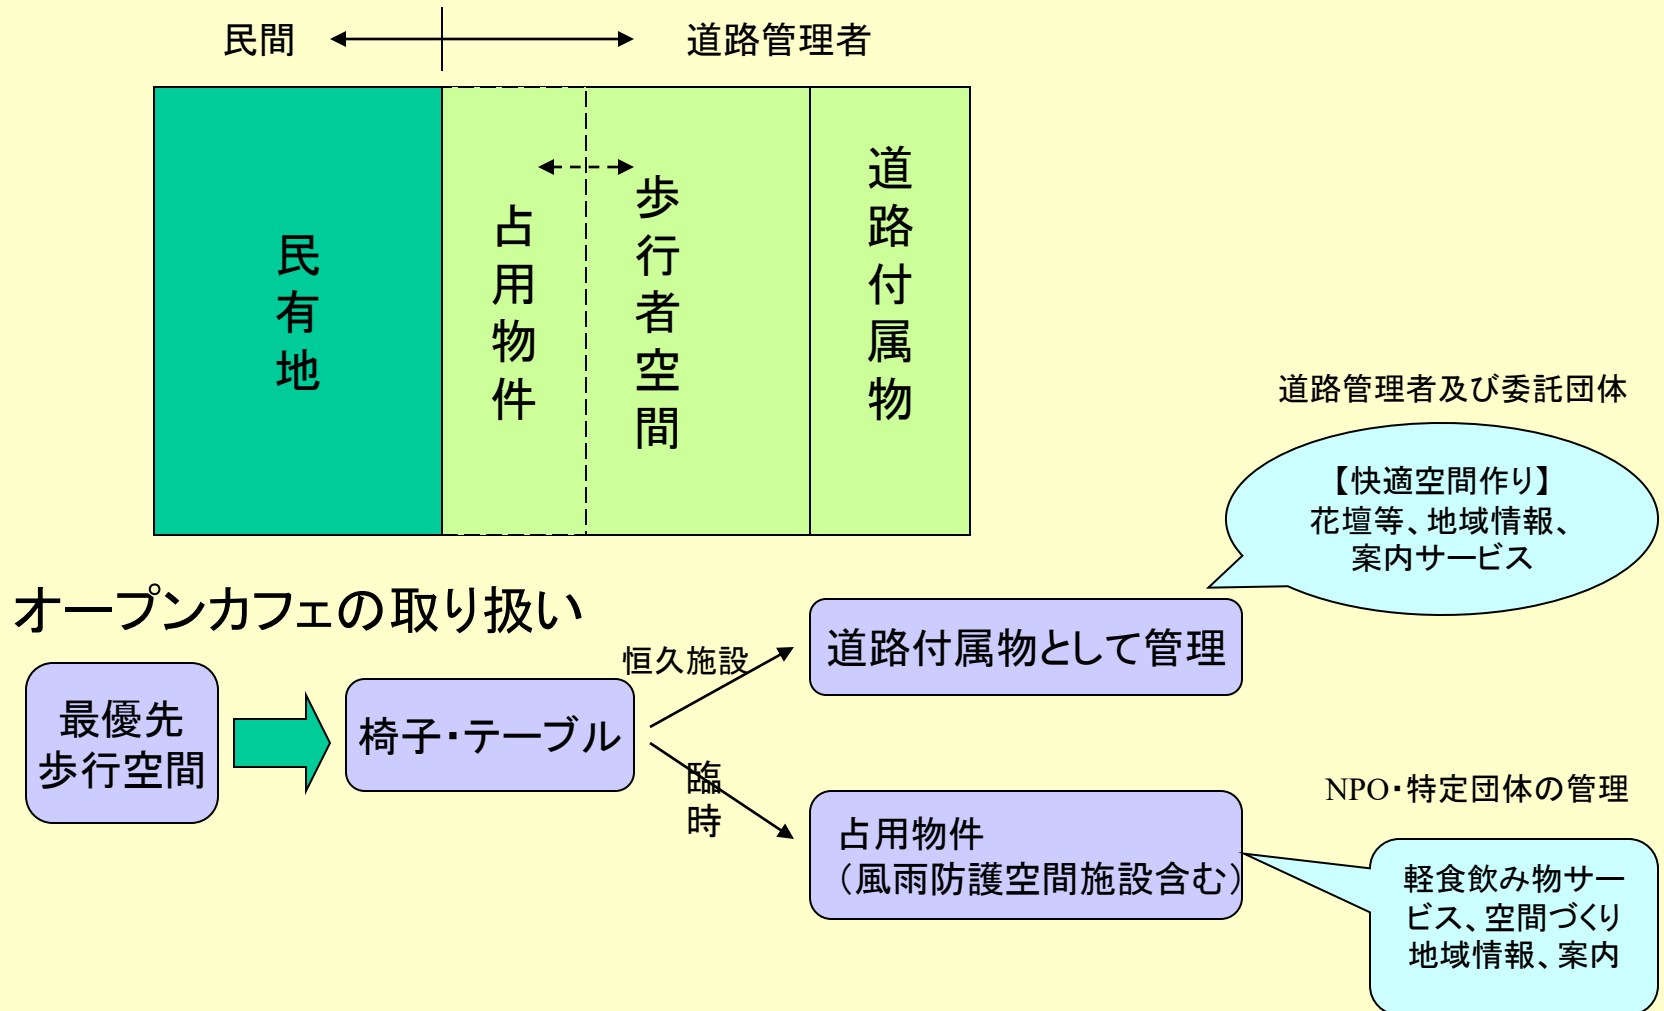 民間
道路管理者
民有地
占用物件
歩行者空間
道路付属物
道路管理者及び委託団体
【快適空間作り】
花壇等、地域情報、
案内サービス
オープンカフェの取り扱い
最優先
歩行空間
椅子・テーブル
恒久施設
道路付属物として管理
臨時
占用物件
（風雨防護空間施設含む）
NPO・特定団体の管理
軽食飲み物サー
ビス、空間づくり
地域情報、案内